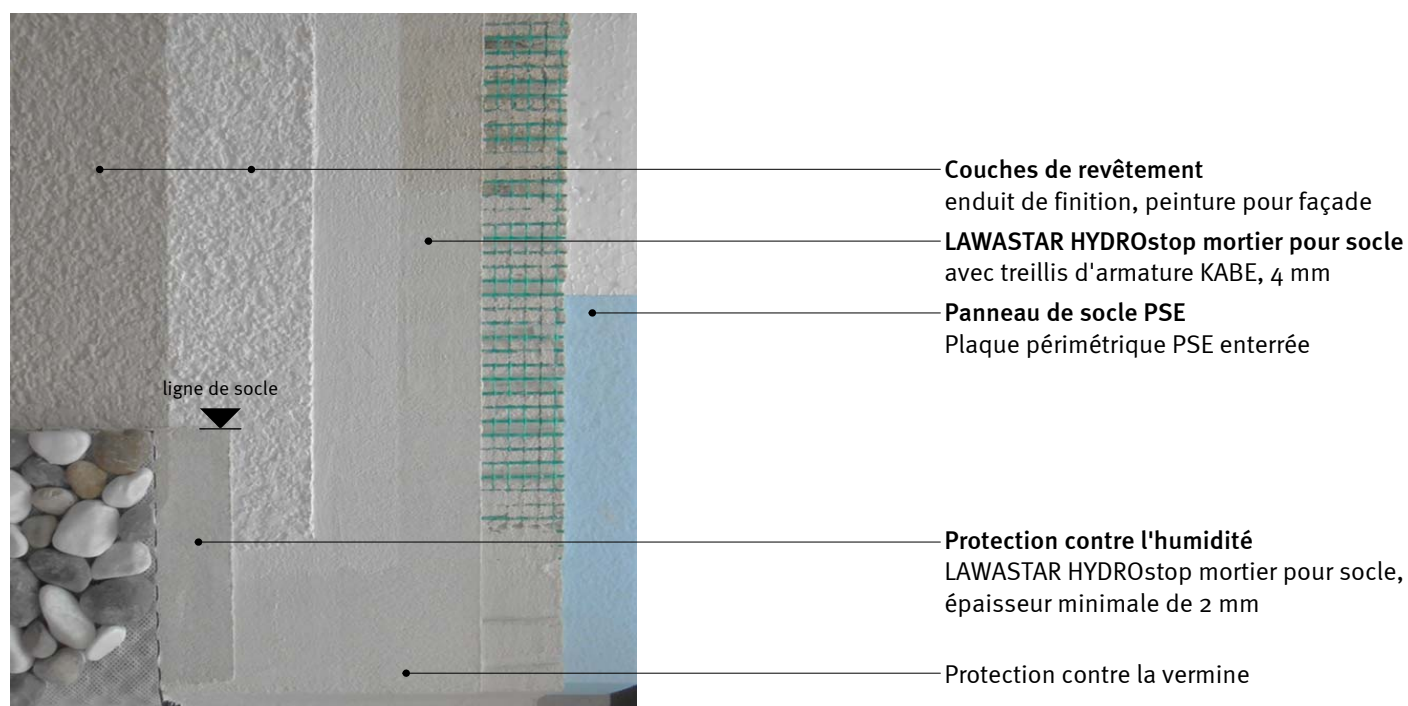 Couches de revêtement
enduit de finition, peinture pour façade
LAWASTAR HYDROstop mortier pour socle
avec treillis d'armature KABE, 4 mm
Panneau de socle PSE
Plaque périmétrique PSE enterrée
ligne de socle
Protection contre l'humidité
LAWASTAR HYDROstop mortier pour socle,
épaisseur minimale de 2 mm
Protection contre la vermine